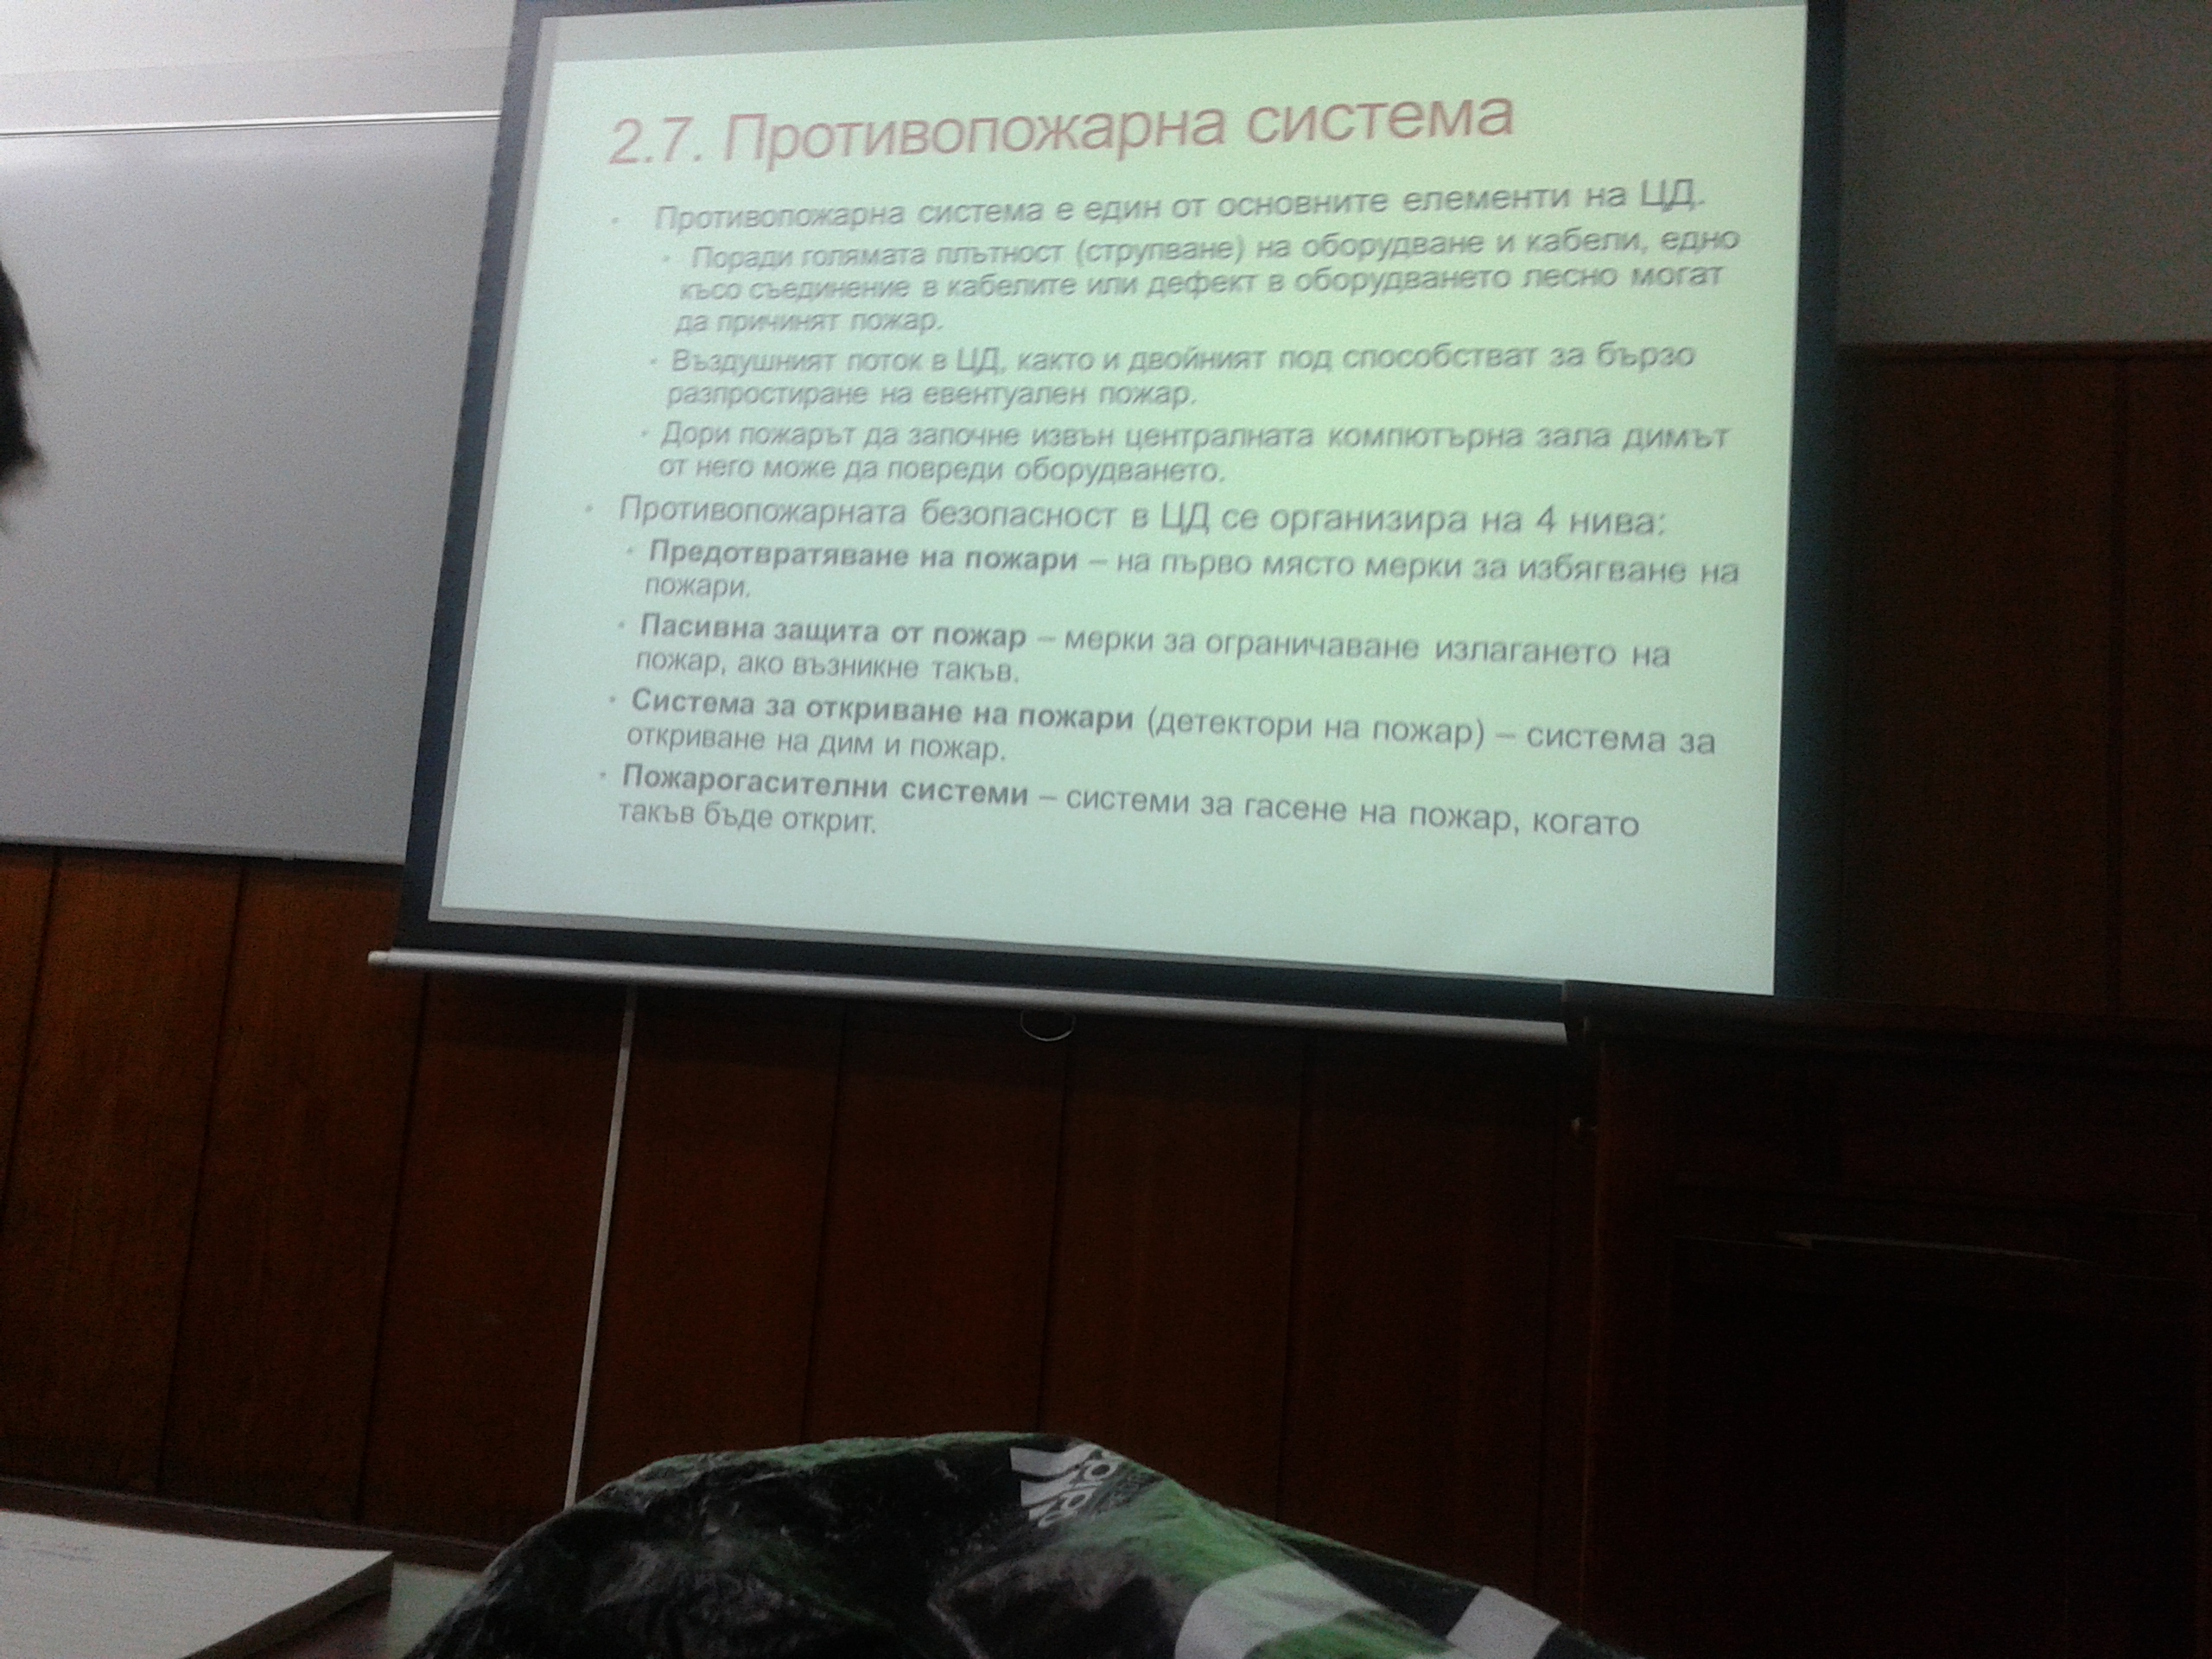 2.7. Противопожарна система
• Противопожарна система е един от основните елементи на ЦД.
• Поради голямата плътност (струпване) на оборудване и кабели, едно
късо съединение в кабелите или дефект в оборудването лесно могат
да причинят пожар.
• Въздушният поток в ЦД, както и двойният под способстват за бързо
разпростиране на евентуален пожар.
• Дори пожарът да започне извън централната компютърна зала димът
от него може да повреди оборудването.
• Противопожарната безопасност в ЦД се организира на 4 нива:
• Предотвратяване на пожари – на първо място мерки за избягване на
пожари.
• Пасивна защита от пожар – мерки за ограничаване излагането на
пожар, ако възникне такъв.
• Система за откриване на пожари (детектори на пожар) – система за
откриване на дим и пожар.
• Пожарогасителни системи – системи за гасене на пожар, когато
такъв бъде открит.